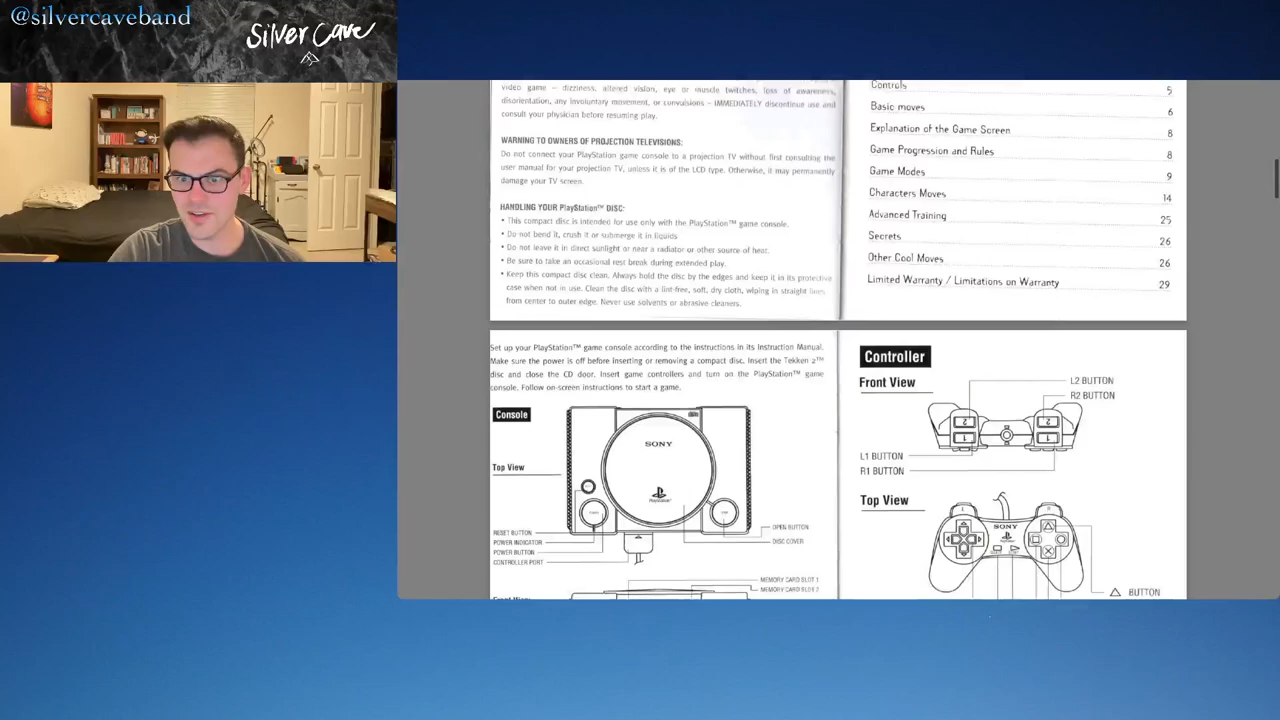 @silvercaveband
Silver Cave
video game – dizziness, altered vision, eye or muscle twitches, loss of awareness,
disorientation, any involuntary movement, or convulsions – IMMEDIATELY discontinue use and
consult your physician before resuming play.
WARNING TO OWNERS OF PROJECTION TELEVISIONS:
Do not connect your PlayStation game console to a projection TV without first consulting the
user manual for your projection TV, unless it is of the LCD type. Otherwise, it may permanently
damage your TV screen.
HANDLING YOUR PlayStation™ DISC:
• This compact disc is intended for use only with the PlayStation™ game console.
• Do not bend it, crush it or submerge it in liquids
• Do not leave it in direct sunlight or near a radiator or other source of heat.
• Be sure to take an occasional rest break during extended play.
• Keep this compact disc clean. Always hold the disc by the edges and keep it in its protective
case when not in use. Clean the disc with a lint-free, soft, dry cloth, wiping in straight lines
from center to outer edge. Never use solvents or abrasive cleaners.
Controls 5
Basic moves 6
Explanation of the Game Screen 8
Game Progression and Rules 8
Game Modes 9
Characters Moves 14
Advanced Training 25
Secrets 26
Other Cool Moves 26
Limited Warranty / Limitations on Warranty 29
Set up your PlayStation™ game console according to the instructions in its Instruction Manual.
Make sure the power is off before inserting or removing a compact disc. Insert the Tekken 2™
disc and close the CD door. Insert game controllers and turn on the PlayStation™ game
console. Follow on-screen instructions to start a game.
Console
Top View
SONY
PlayStation
RESET BUTTON
POWER INDICATOR
POWER BUTTON
CONTROLLER PORT
OPEN BUTTON
DISC COVER
MEMORY CARD SLOT 1
MEMORY CARD SLOT 2
Controller
Front View
L2 BUTTON
R2 BUTTON
2
2
1
1
L1 BUTTON
R1 BUTTON
Top View
SONY
△ BUTTON